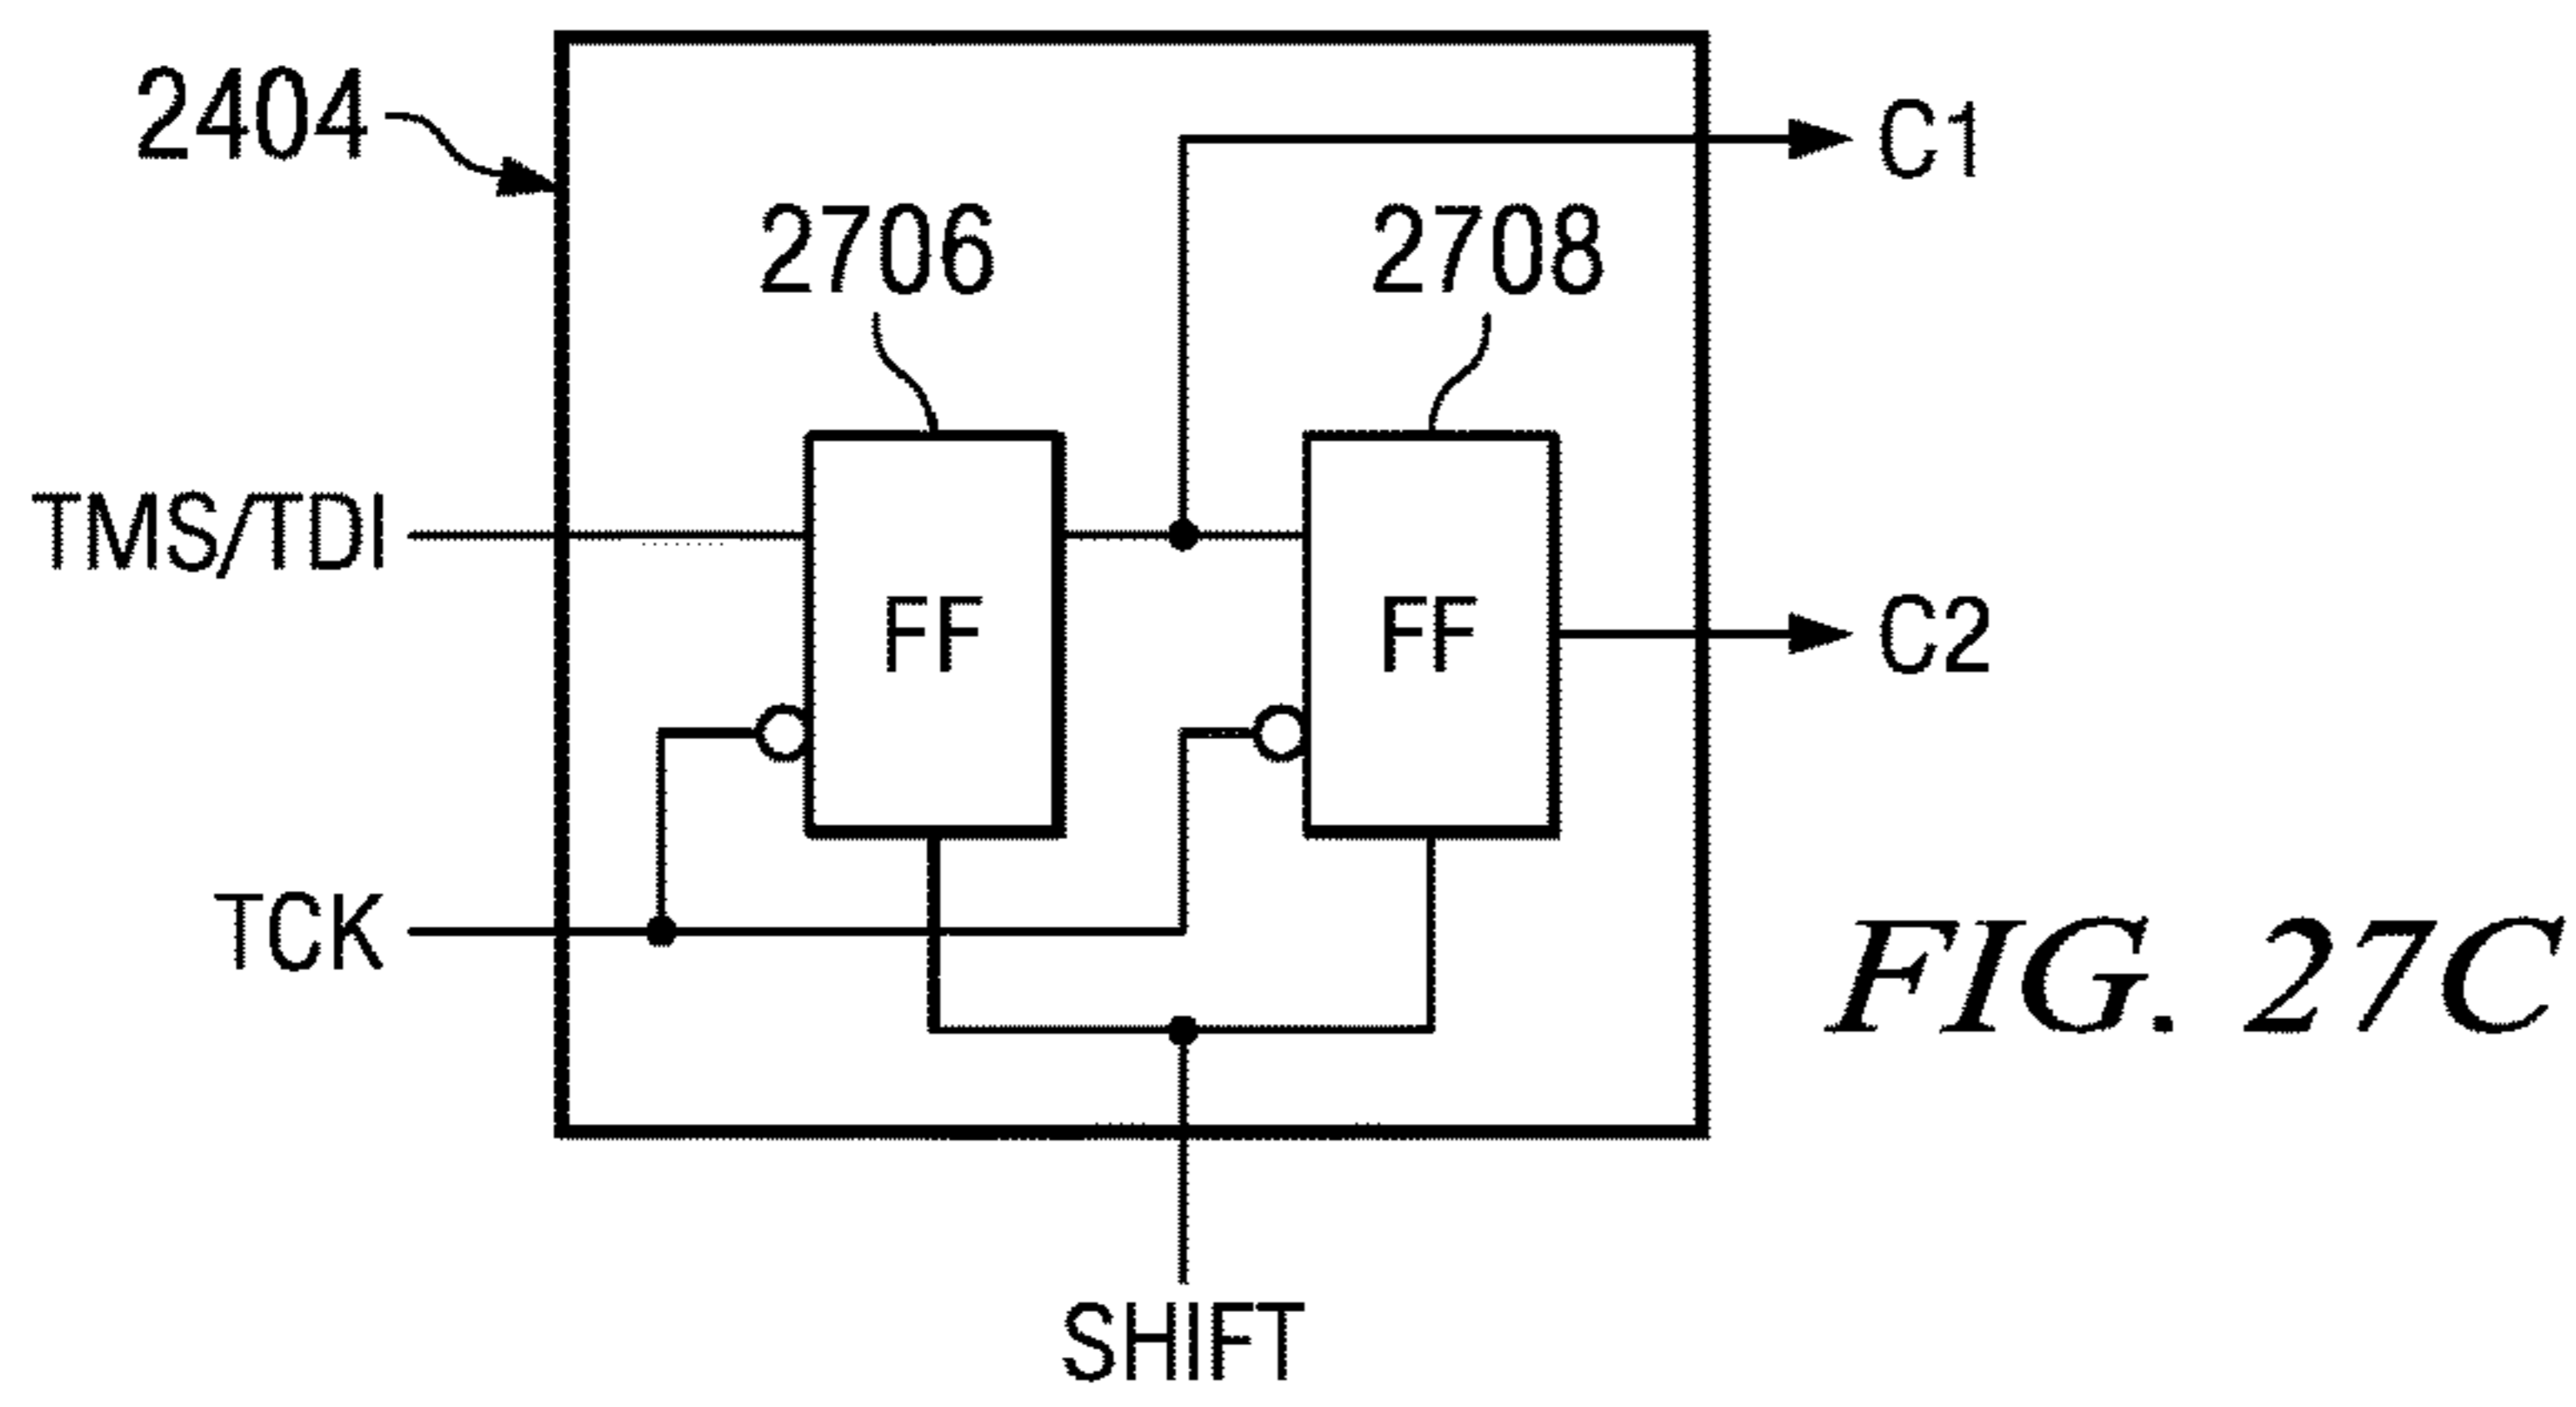 2404
C1
2706
2708
TMS/TDI
FF
FF
C2
TCK
FIG. 27C
SHIFT